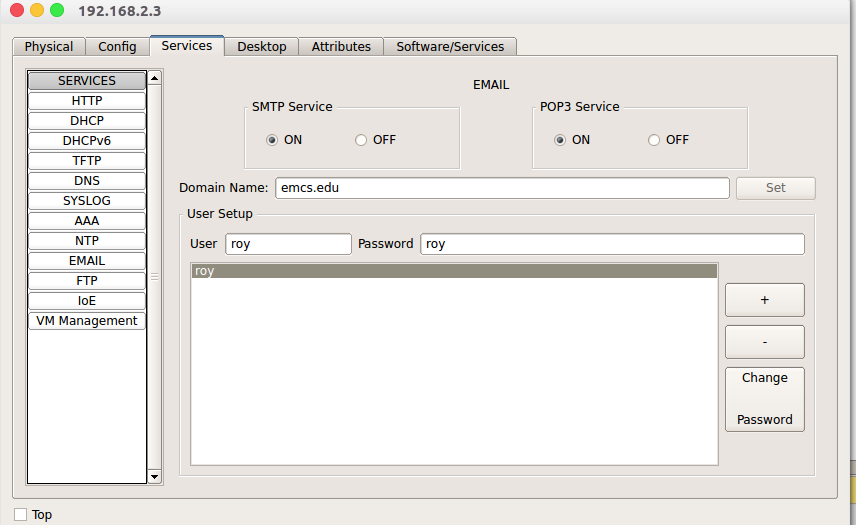 192.168.2.3
Physical Config Services Desktop Attributes Software/Services
SERVICES
HTTP
DHCP
DHCPv6
TFTP
DNS
SYSLOG
AAA
NTP
EMAIL
FTP
IoE
VM Management
EMAIL
SMTP Service
ON OFF
POP3 Service
ON OFF
Domain Name: emcs.edu Set
User Setup
User roy Password roy
roy
+
-
Change
Password
Top